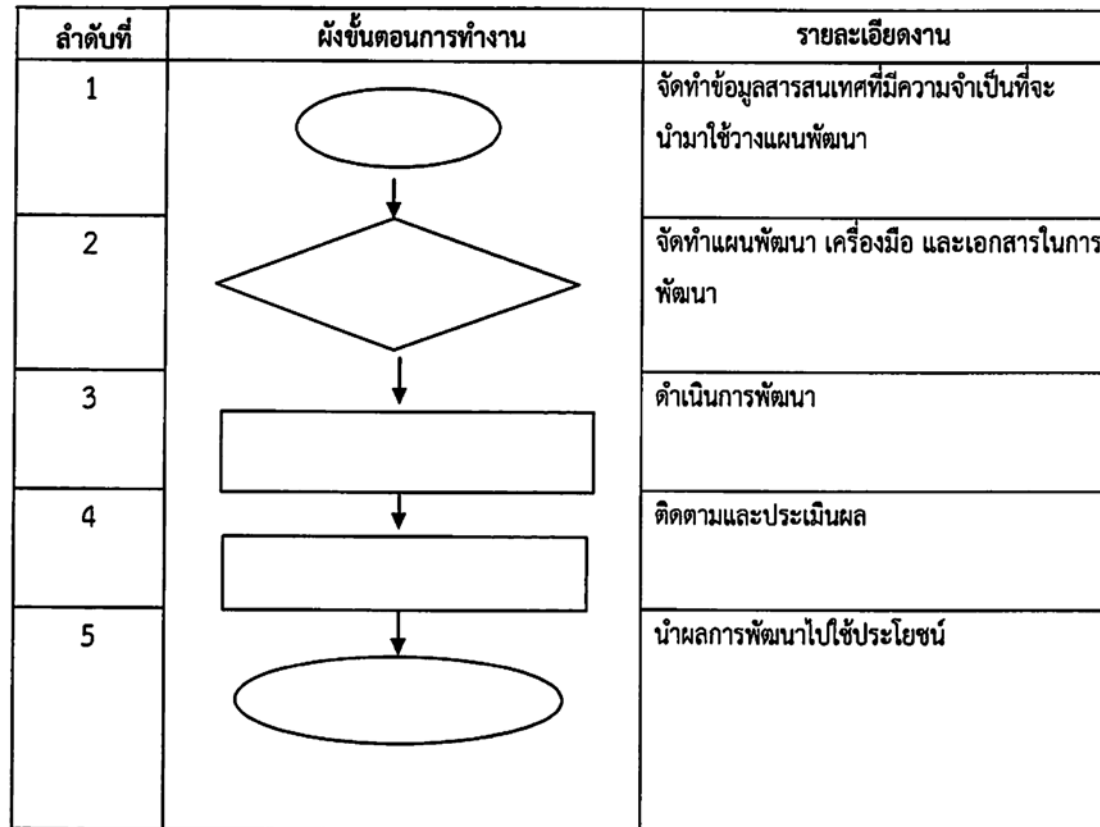 ลำดับที่ ผังขั้นตอนการทำงาน รายละเอียดงาน
1 จัดทำข้อมูลสารสนเทศที่มีความจำเป็นที่จะ
นำมาใช้วางแผนพัฒนา
2 จัดทำแผนพัฒนา เครื่องมือ และเอกสารในการ
พัฒนา
3 ดำเนินการพัฒนา
4 ติดตามและประเมินผล
5 นำผลการพัฒนาไปใช้ประโยชน์